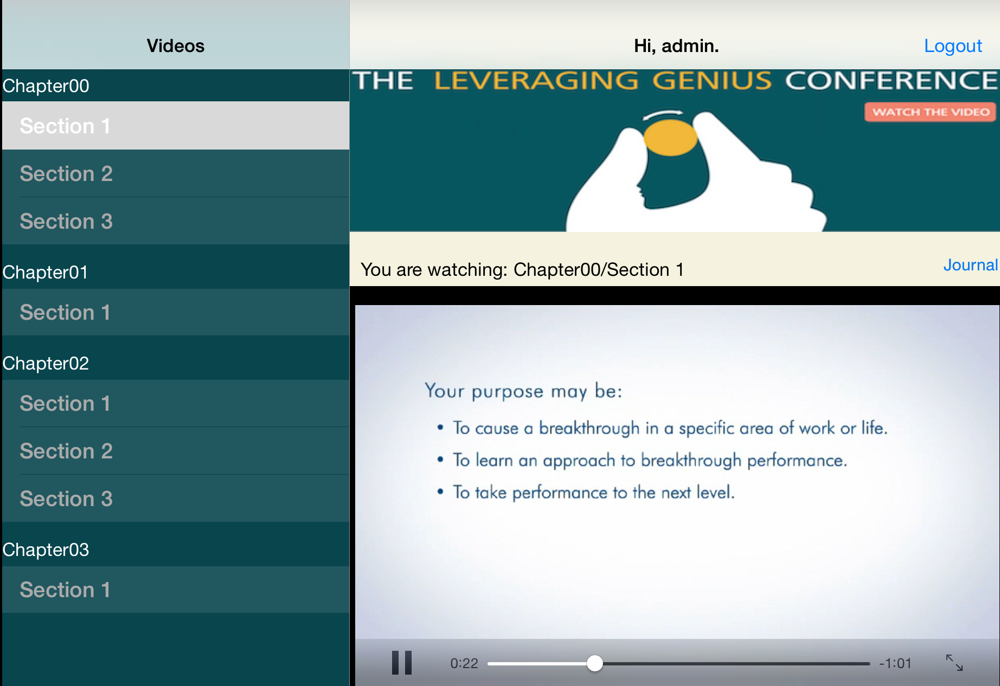 Videos
Chapter00
Section 1
Section 2
Section 3
Chapter01
Section 1
Chapter02
Section 1
Section 2
Section 3
Chapter03
Section 1
Hi, admin.
Logout
THE LEVERAGING GENIUS CONFERENCE
WATCH THE VIDEO
You are watching: Chapter00/Section 1
Journal
Your purpose may be:
• To cause a breakthrough in a specific area of work or life.
• To learn an approach to breakthrough performance.
• To take performance to the next level.
0:22
-1:01